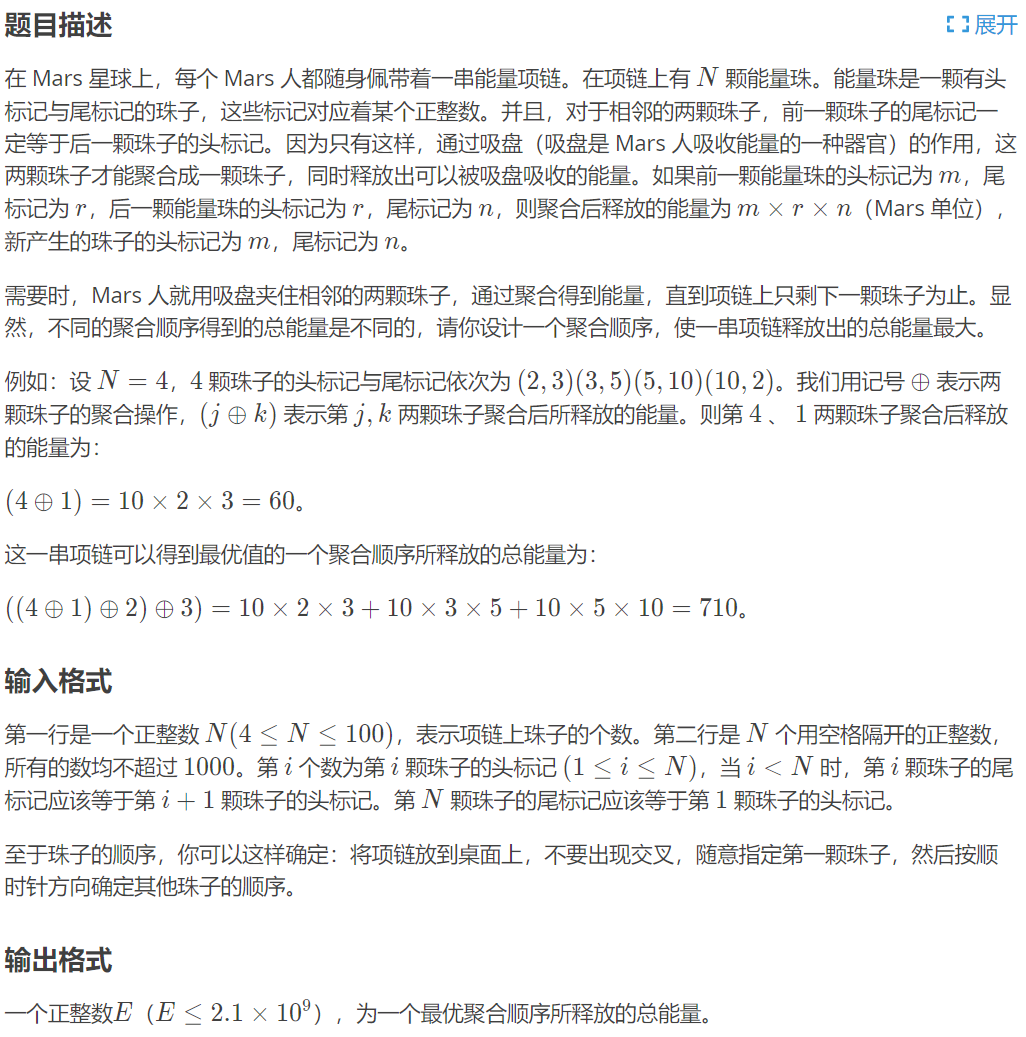 题目描述 展开
在 Mars 星球上，每个 Mars 人都随身佩带着一串能量项链。在项链上有 N 颗能量珠。能量珠是一颗有头
标记与尾标记的珠子，这些标记对应着某个正整数。并且，对于相邻的两颗珠子，前一颗珠子的尾标记一
定等于后一颗珠子的头标记。因为只有这样，通过吸盘（吸盘是 Mars 人吸收能量的一种器官）的作用，这
两颗珠子才能聚合成一颗珠子，同时释放出可以被吸盘吸收的能量。如果前一颗能量珠的头标记为 m，尾
标记为 r，后一颗能量珠的头标记为 r，尾标记为 n，则聚合后释放的能量为 m × r × n（Mars 单位），
新产生的珠子的头标记为 m，尾标记为 n。
需要时，Mars 人就用吸盘夹住相邻的两颗珠子，通过聚合得到能量，直到项链上只剩下一颗珠子为止。显
然，不同的聚合顺序得到的总能量是不同的，请你设计一个聚合顺序，使一串项链释放出的总能量最大。
例如：设 N = 4，4 颗珠子的头标记与尾标记依次为 (2, 3)(3, 5)(5, 10)(10, 2)。我们用记号 ⊕ 表示两
颗珠子的聚合操作，(j ⊕ k) 表示第 j, k 两颗珠子聚合后所释放的能量。则第 4 、 1 两颗珠子聚合后释放
的能量为：
(4 ⊕ 1) = 10 × 2 × 3 = 60。
这一串项链可以得到最优值的一个聚合顺序所释放的总能量为：
((4 ⊕ 1) ⊕ 2) ⊕ 3) = 10 × 2 × 3 + 10 × 3 × 5 + 10 × 5 × 10 = 710。
输入格式
第一行是一个正整数 N(4 ≤ N ≤ 100)，表示项链上珠子的个数。第二行是 N 个用空格隔开的正整数，
所有的数均不超过 1000。第 i 个数为第 i 颗珠子的头标记 (1 ≤ i ≤ N)，当 i < N 时，第 i 颗珠子的尾
标记应该等于第 i + 1 颗珠子的头标记。第 N 颗珠子的尾标记应该等于第 1 颗珠子的头标记。
至于珠子的顺序，你可以这样确定：将项链放到桌面上，不要出现交叉，随意指定第一颗珠子，然后按顺
时针方向确定其他珠子的顺序。
输出格式
一个正整数E（E ≤ 2.1 × 10⁹），为一个最优聚合顺序所释放的总能量。